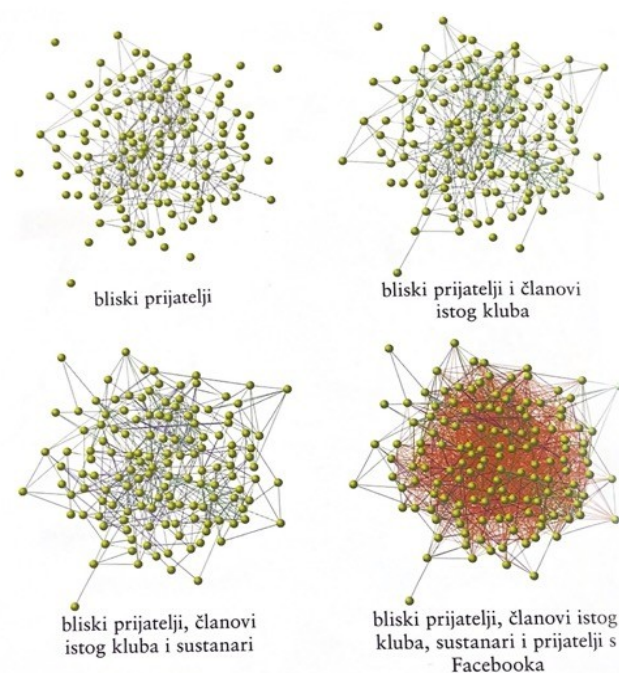 bliski prijatelji
bliski prijatelji i članovi
istog kluba
bliski prijatelji, članovi
istog kluba i sustanari
bliski prijatelji, članovi istog
kluba, sustanari i prijatelji s
Facebooka